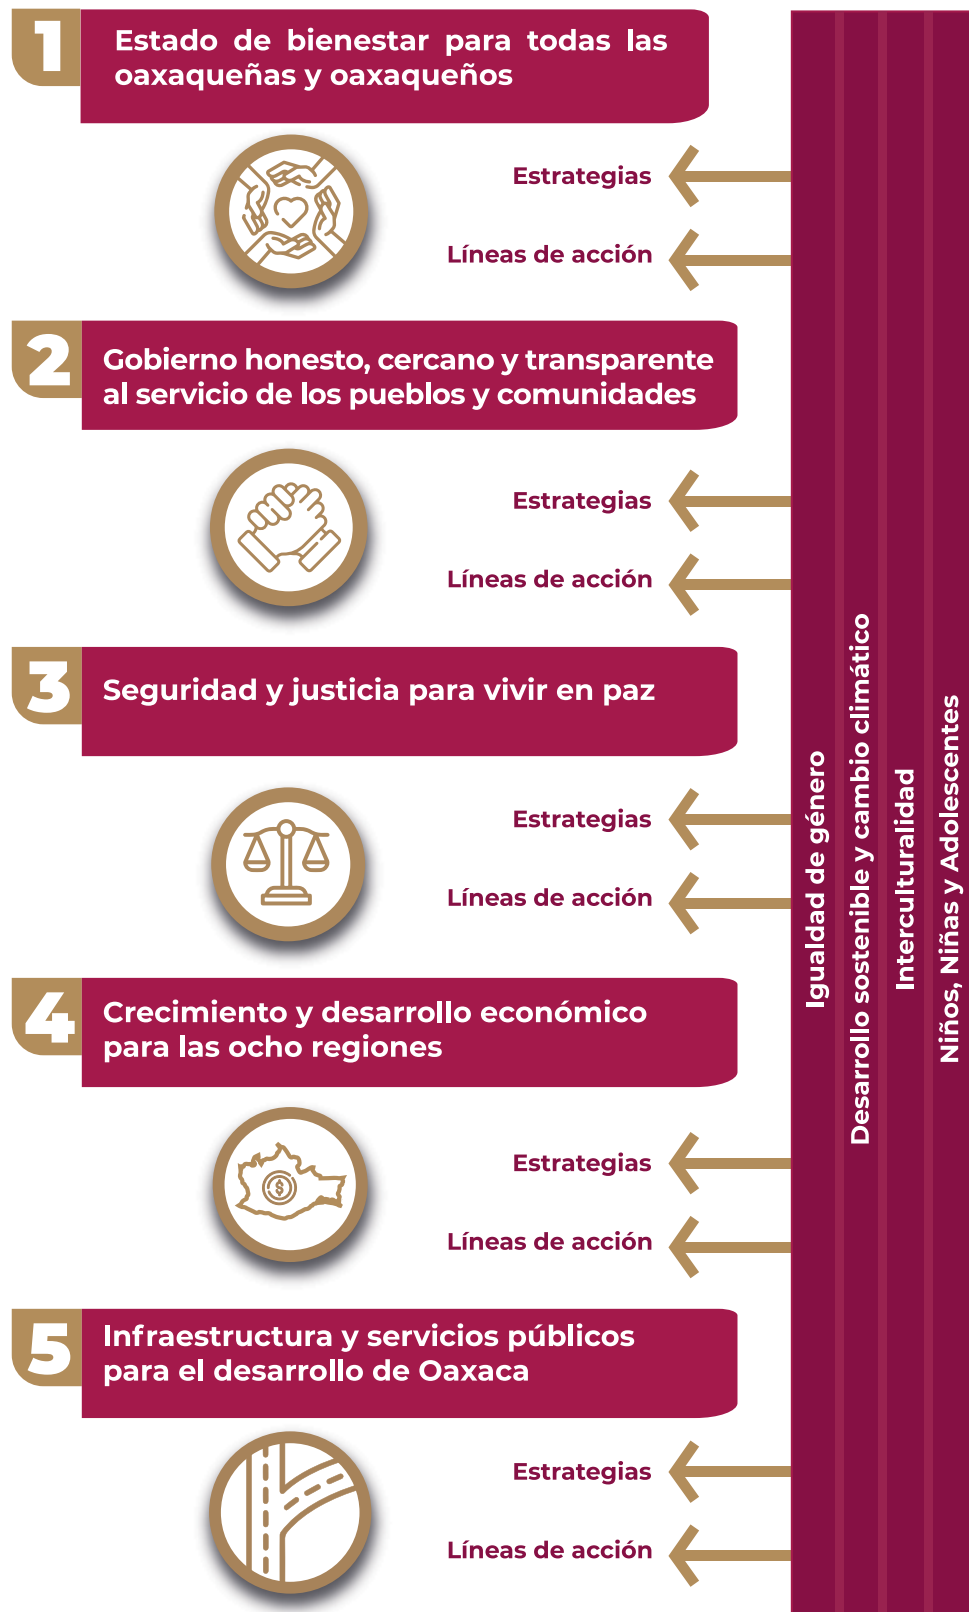 1
Estado de bienestar para todas las
oaxaqueñas y oaxaqueños
Estrategias
Líneas de acción
2
Gobierno honesto, cercano y transparente
al servicio de los pueblos y comunidades
Estrategias
Líneas de acción
3
Seguridad y justicia para vivir en paz
Estrategias
Líneas de acción
4
Crecimiento y desarrollo económico
para las ocho regiones
$
Estrategias
Líneas de acción
5
Infraestructura y servicios públicos
para el desarrollo de Oaxaca
Estrategias
Líneas de acción
Igualdad de género
Desarrollo sostenible y cambio climático
Interculturalidad
Niños, Niñas y Adolescentes